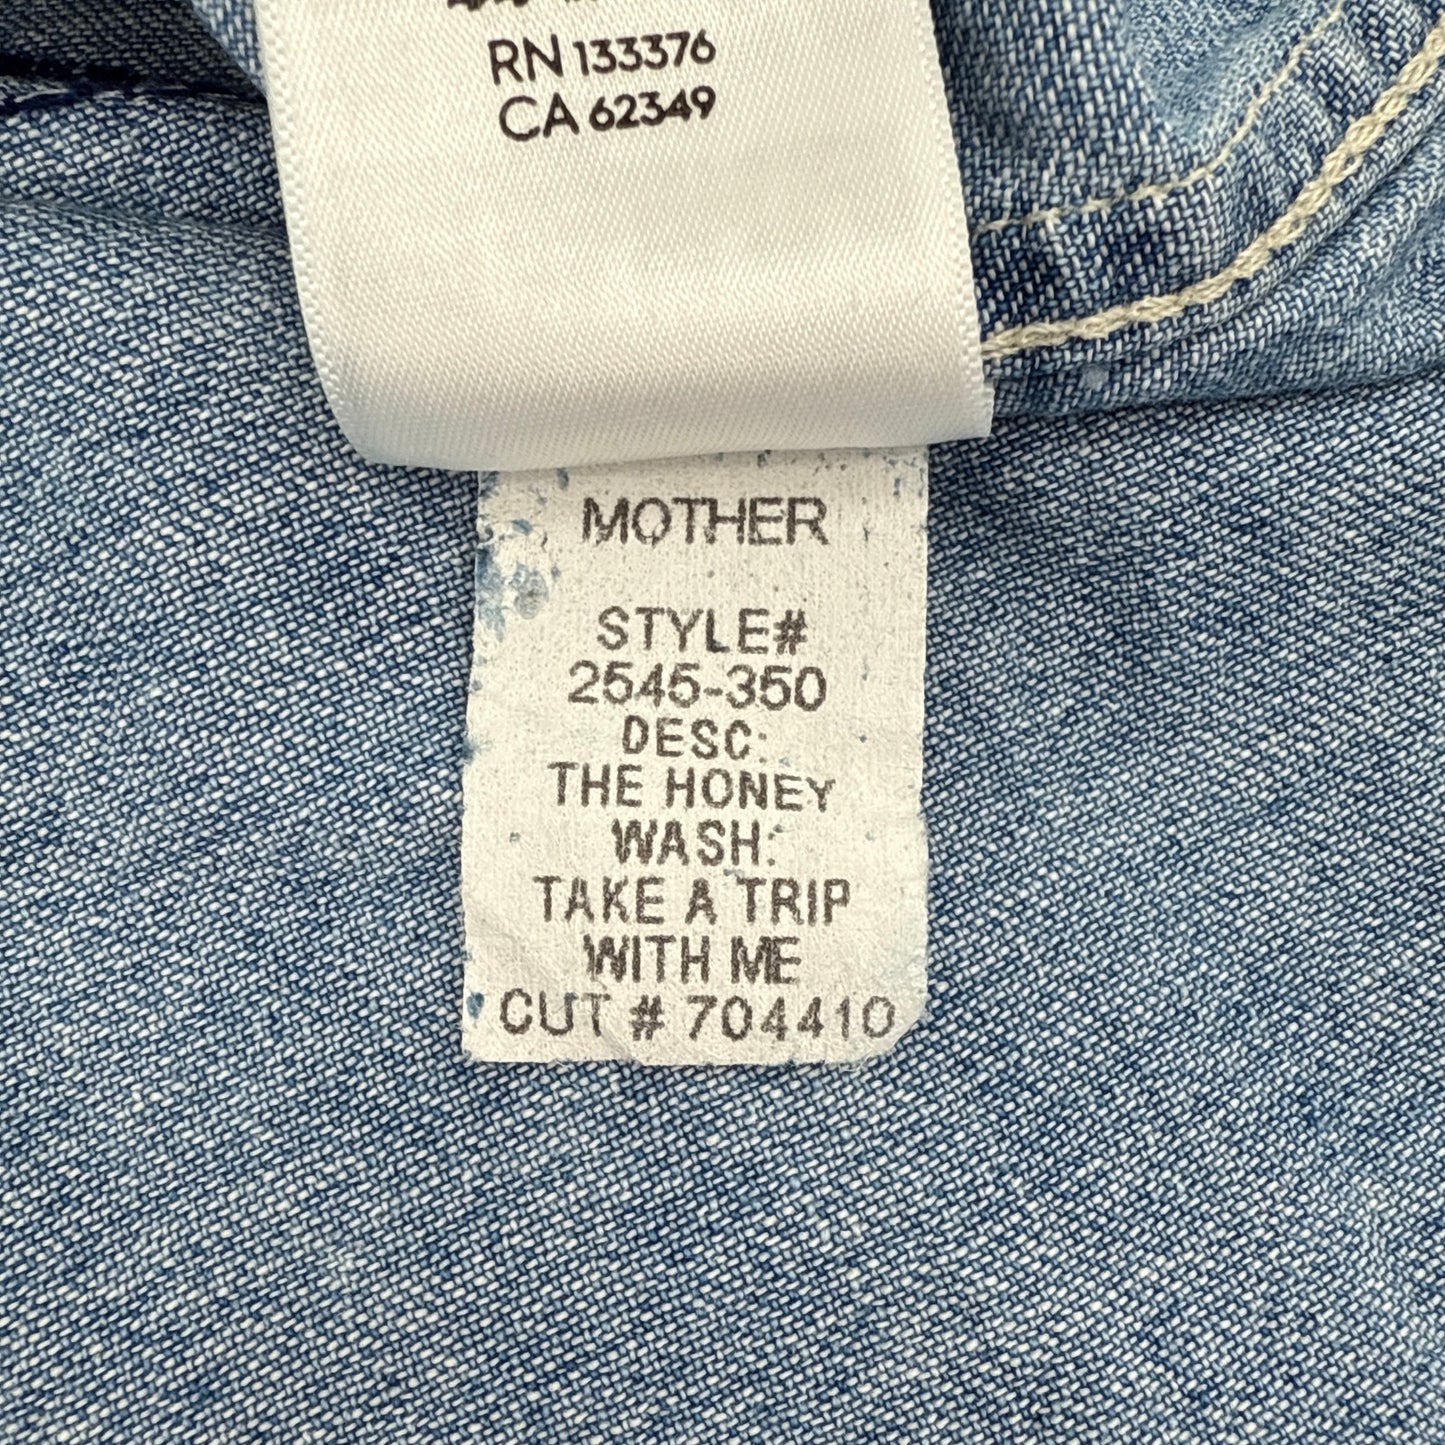 RN 133376
CA 62349
MOTHER
STYLE#
2545-350
DESC:
THE HONEY
WASH:
TAKE A TRIP
WITH ME
CUT # 704410